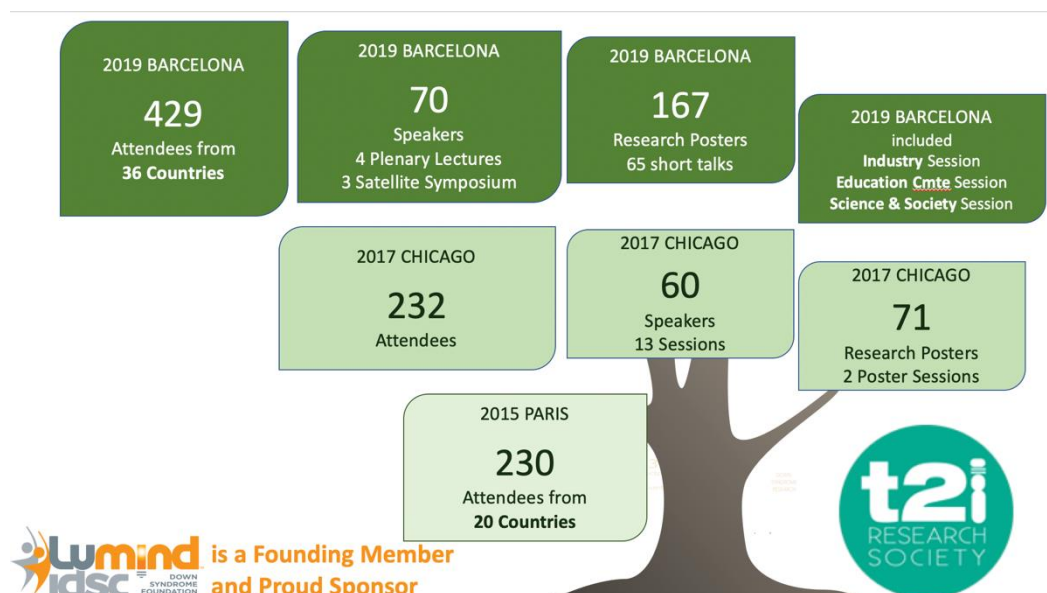 2019 BARCELONA
429
Attendees from
36 Countries
2019 BARCELONA
70
Speakers
4 Plenary Lectures
3 Satellite Symposium
2019 BARCELONA
167
Research Posters
65 short talks
2019 BARCELONA
included
Industry Session
Education Cmte Session
Science & Society Session
2017 CHICAGO
232
Attendees
2017 CHICAGO
60
Speakers
13 Sessions
2017 CHICAGO
71
Research Posters
2 Poster Sessions
2015 PARIS
230
Attendees from
20 Countries
t2i
RESEARCH
SOCIETY
Lumind
idsc
DOWN
SYNDROME
FOUNDATION
is a Founding Member
and Proud Sponsor